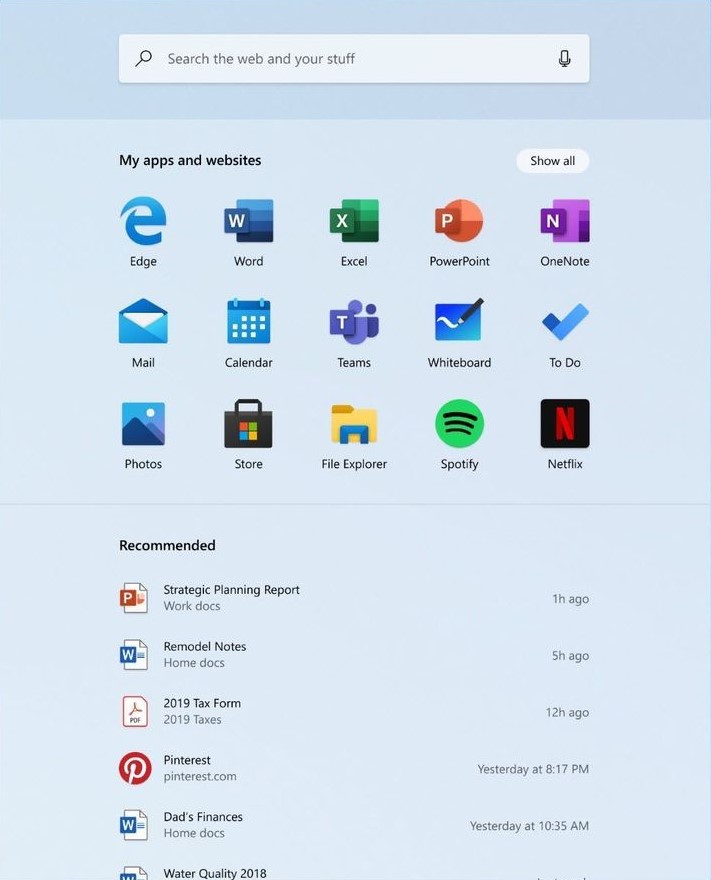 Search the web and your stuff
My apps and websites
Show all
Edge
W
Word
X
Excel
P
PowerPoint
N
OneNote
Mail
Calendar
T
Teams
Whiteboard
To Do
Photos
Store
File Explorer
Spotify
N
Netflix
Recommended
P
Strategic Planning Report
Work docs
1h ago
W
Remodel Notes
Home docs
5h ago
PDF
2019 Tax Form
2019 Taxes
12h ago
Pinterest
pinterest.com
Yesterday at 8:17 PM
W
Dad's Finances
Home docs
Yesterday at 10:35 AM
Water Quality 2018